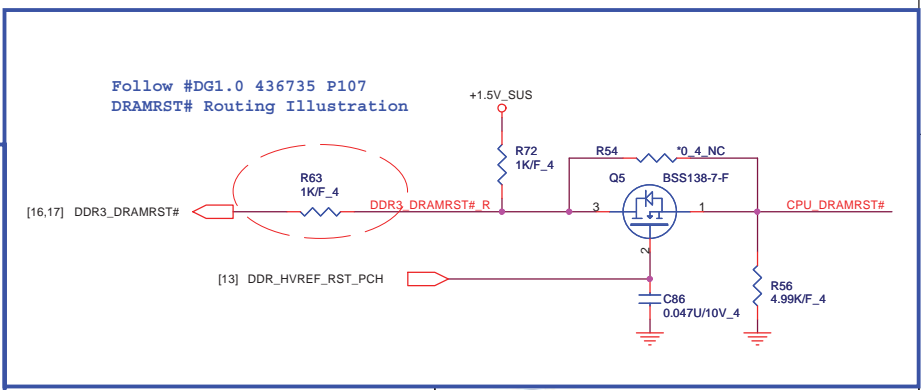 Follow #DG1.0 436735 P107
DRAMRST# Routing Illustration
+1.5V_SUS
R72
1K/F_4
R54
*0_4_NC
Q5
BSS138-7-F
R63
1K/F_4
[16,17] DDR3_DRAMRST#
DDR3_DRAMRST#_R
3
1
CPU_DRAMRST#
2
[13] DDR_HVREF_RST_PCH
C86
0.047U/10V_4
R56
4.99K/F_4